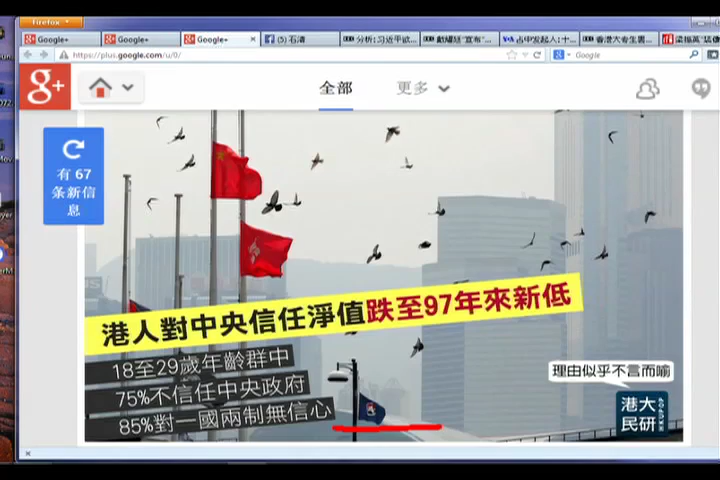 Firefox
Google+
Google+
Google+
(5) 石清
分析:习近平欲...
戴耀廷"宣布"...
占中发起人:十...
香港大专生罢...
https://plus.google.com/u/0/
Google
g+
全部
更多
有 67
条新信
息
港人對中央信任淨值跌至97年來新低
18至29歲年齡群中
75%不信任中央政府
85%對一國兩制無信心
理由似乎不言而喻
港大
民研
HKUPOP